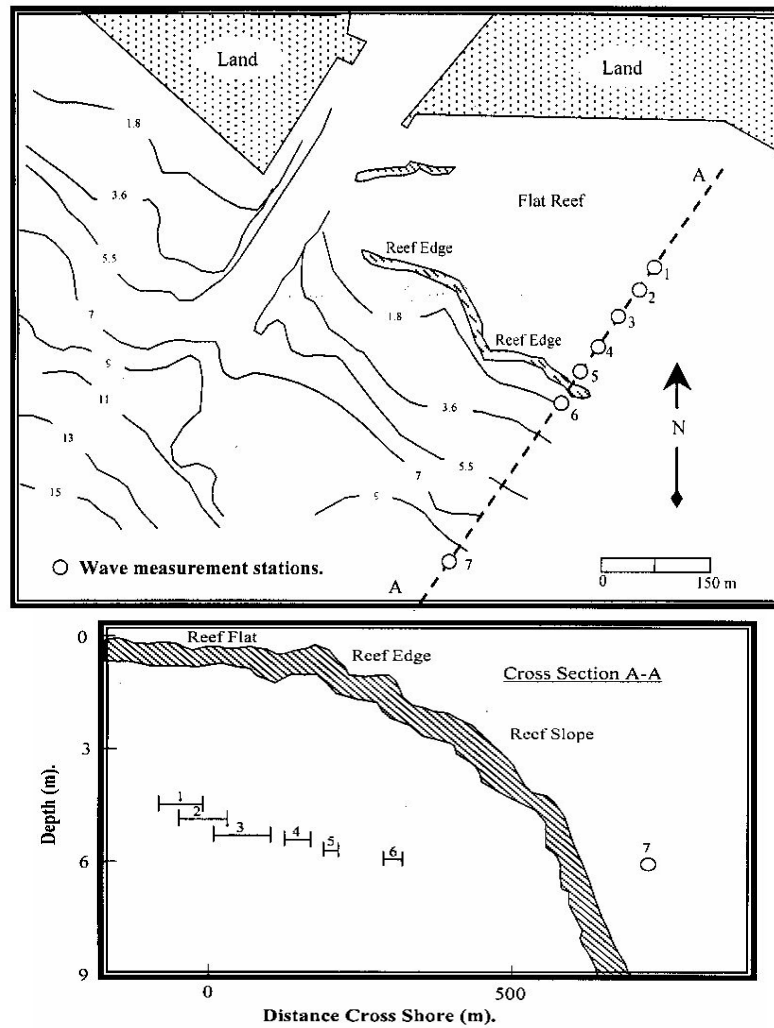 Land
Land
1.8
3.6
A
Flat Reef
5.5
Reef Edge
1
2
7
1.8
3
Reef Edge
4
9
5
11
6
N
3.6
13
5.5
7
15
9
Wave measurement stations.
7
0 150 m
A
0
Reef Flat
Reef Edge
Cross Section A-A
Reef Slope
3
Depth (m).
1
2
3
4
5
6
7
6
9
0 500
Distance Cross Shore (m).